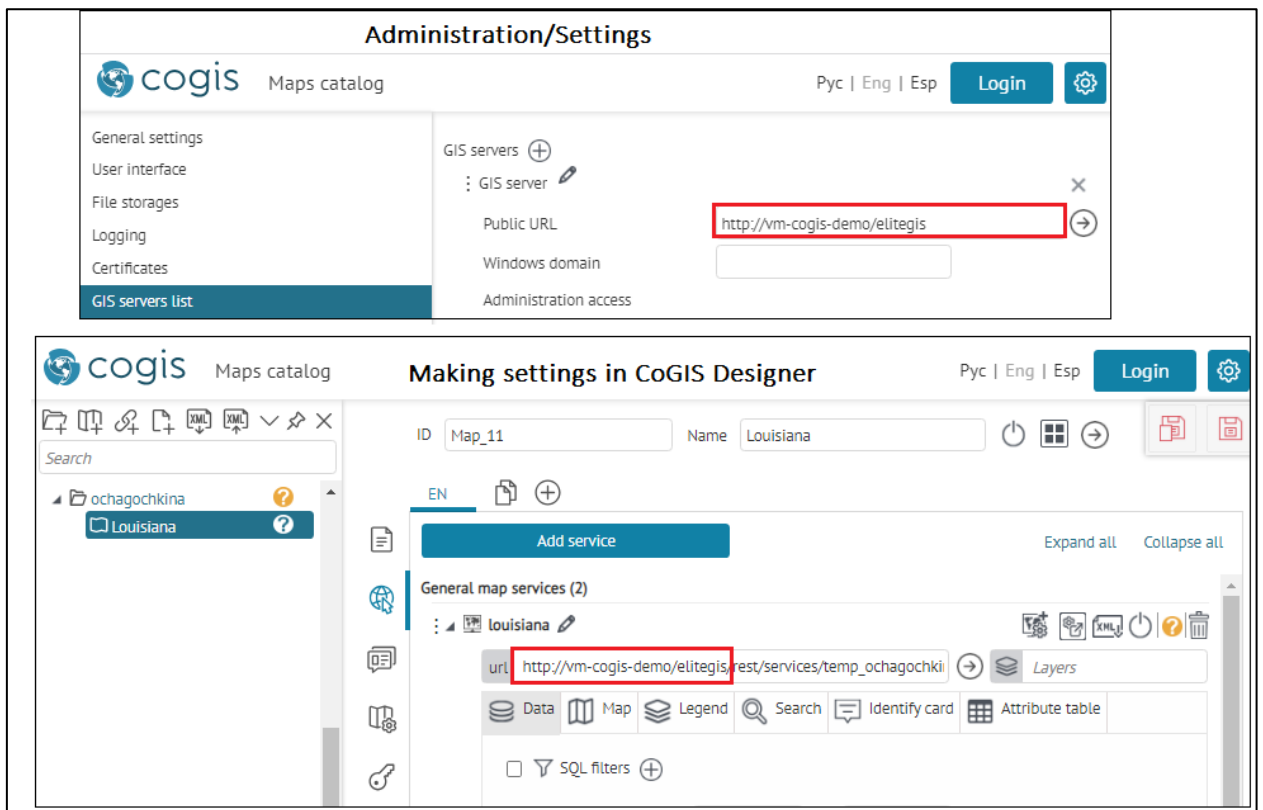 Administration/Settings
cogis Maps catalog Рус | Eng | Esp Login
General settings
User interface
File storages
Logging
Certificates
GIS servers list
GIS servers
GIS server
Public URL http://vm-cogis-demo/elitegis
Windows domain
Administration access
cogis Maps catalog Making settings in CoGIS Designer Рус | Eng | Esp Login
XML XML
Search
ochagochkina ?
Louisiana ?
ID Map_11 Name Louisiana
EN
Add service Expand all Collapse all
General map services (2)
louisiana XML ?
url http://vm-cogis-demo/elitegis/rest/services/temp_ochagochki Layers
Data Map Legend Search Identify card Attribute table
SQL filters